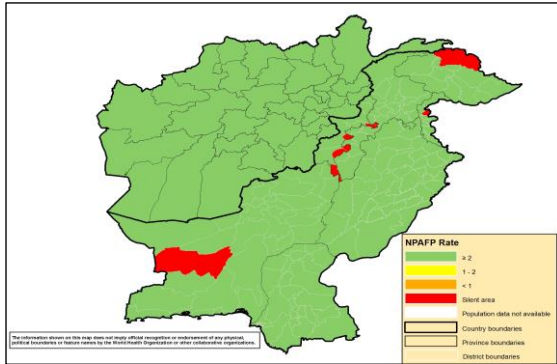 NPAFP Rate
≥ 2
1 - 2
< 1
Silent area
Population data not available
Country boundaries
Province boundaries
District boundaries
The information shown on this map does not imply official recognition or endorsement of any physical,
political boundaries or feature names by the World Health Organization or other collaborative organizations.